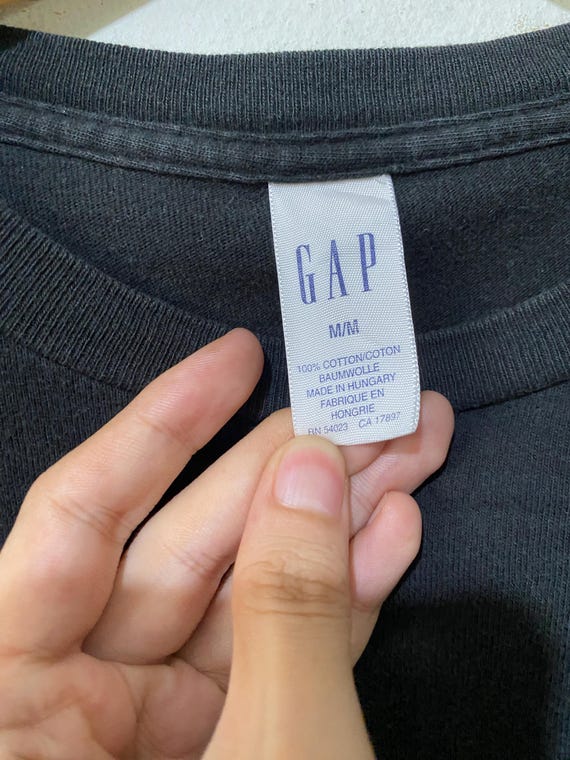 GAP
M/M
100% COTTON/COTON
BAUMWOLLE
MADE IN HUNGARY
FABRIQUE EN
HONGRIE
RN 54023 CA 17897